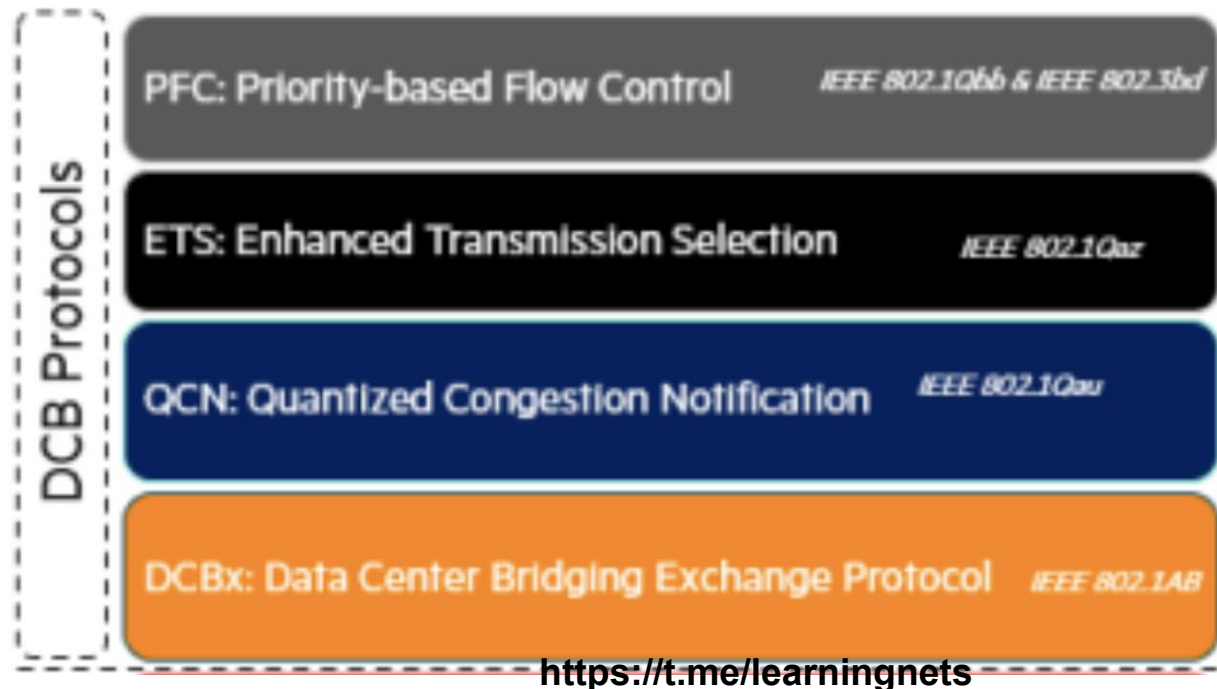 DCB Protocols
PFC: Priority-based Flow Control
IEEE 802.1Qbb & IEEE 802.3bd
ETS: Enhanced Transmission Selection
IEEE 802.1Qaz
QCN: Quantized Congestion Notification
IEEE 802.1Qau
DCBx: Data Center Bridging Exchange Protocol
IEEE 802.1AB
https://t.me/learningnets